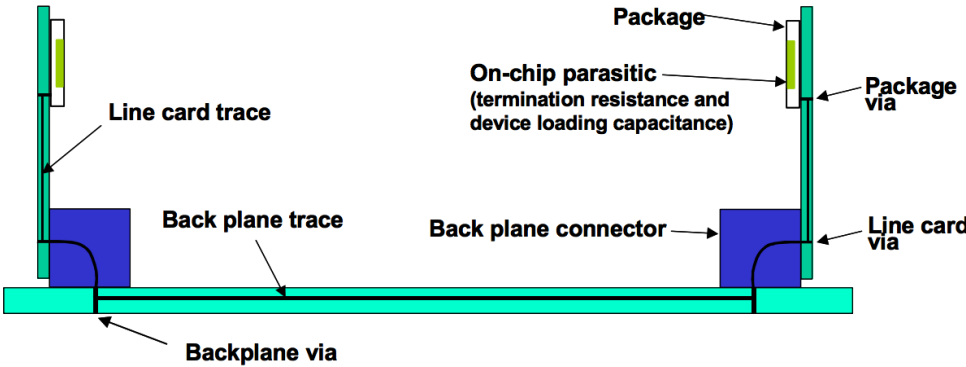 Package
On-chip parasitic
(termination resistance and
device loading capacitance)
Package
via
Line card trace
Back plane trace
Back plane connector
Line card
via
Backplane via